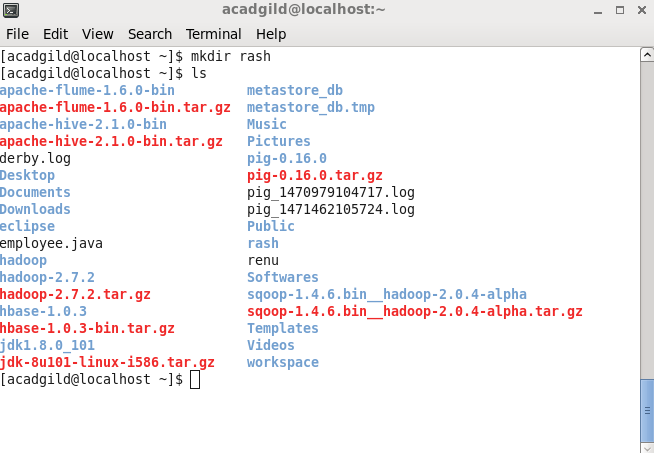 acadgild@localhost:~
File Edit View Search Terminal Help
[acadgild@localhost ~]$ mkdir rash
[acadgild@localhost ~]$ ls
apache-flume-1.6.0-bin metastore_db
apache-flume-1.6.0-bin.tar.gz metastore_db.tmp
apache-hive-2.1.0-bin Music
apache-hive-2.1.0-bin.tar.gz Pictures
derby.log pig-0.16.0
Desktop pig-0.16.0.tar.gz
Documents pig_1470979104717.log
Downloads pig_1471462105724.log
eclipse Public
employee.java rash
hadoop renu
hadoop-2.7.2 Softwares
hadoop-2.7.2.tar.gz sqoop-1.4.6.bin__hadoop-2.0.4-alpha
hbase-1.0.3 sqoop-1.4.6.bin__hadoop-2.0.4-alpha.tar.gz
hbase-1.0.3-bin.tar.gz Templates
jdk1.8.0_101 Videos
jdk-8u101-linux-i586.tar.gz workspace
[acadgild@localhost ~]$